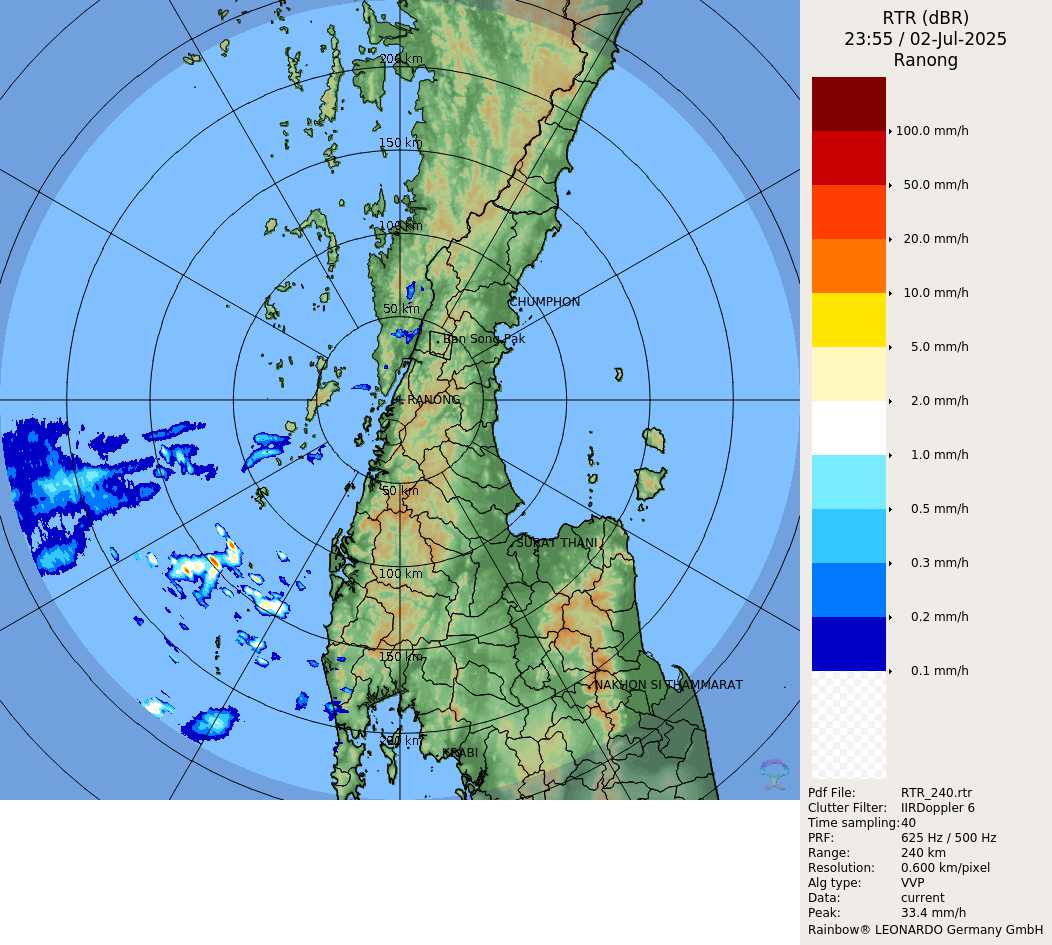 RTR (dBR)
23:55 / 02-Jul-2025
Ranong
100.0 mm/h
50.0 mm/h
20.0 mm/h
10.0 mm/h
5.0 mm/h
2.0 mm/h
1.0 mm/h
0.5 mm/h
0.3 mm/h
0.2 mm/h
0.1 mm/h
Pdf File: RTR_240.rtr
Clutter Filter: IIRDoppler 6
Time sampling: 40
PRF: 625 Hz / 500 Hz
Range: 240 km
Resolution: 0.600 km/pixel
Alg type: VVP
Data: current
Peak: 33.4 mm/h
Rainbow® LEONARDO Germany GmbH
200 km
150 km
100 km
50 km
CHUMPHON
Ban Song Pak
RANONG
50 km
SURAT THANI
100 km
150 km
NAKHON SI THAMMARAT
200 km
KRABI